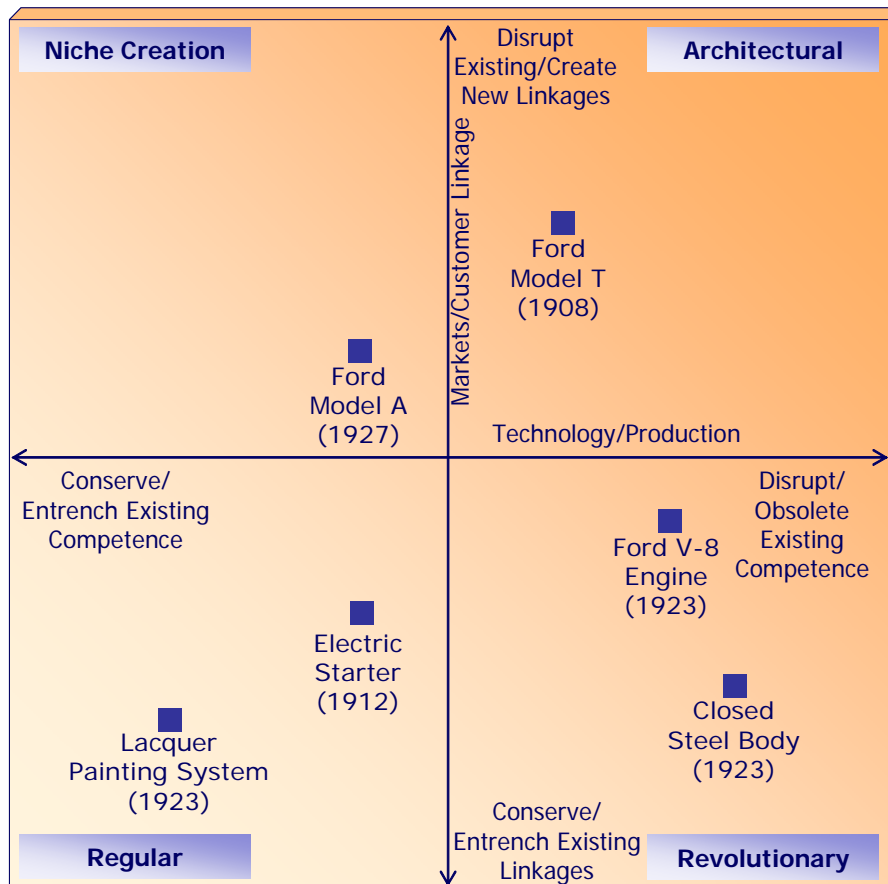 Niche Creation
Disrupt
Existing/Create
New Linkages
Architectural
Markets/Customer Linkage
Ford
Model T
(1908)
Ford
Model A
(1927)
Technology/Production
Conserve/
Entrench Existing
Competence
Disrupt/
Obsolete
Existing
Competence
Ford V-8
Engine
(1923)
Electric
Starter
(1912)
Closed
Steel Body
(1923)
Lacquer
Painting System
(1923)
Regular
Conserve/
Entrench Existing
Linkages
Revolutionary